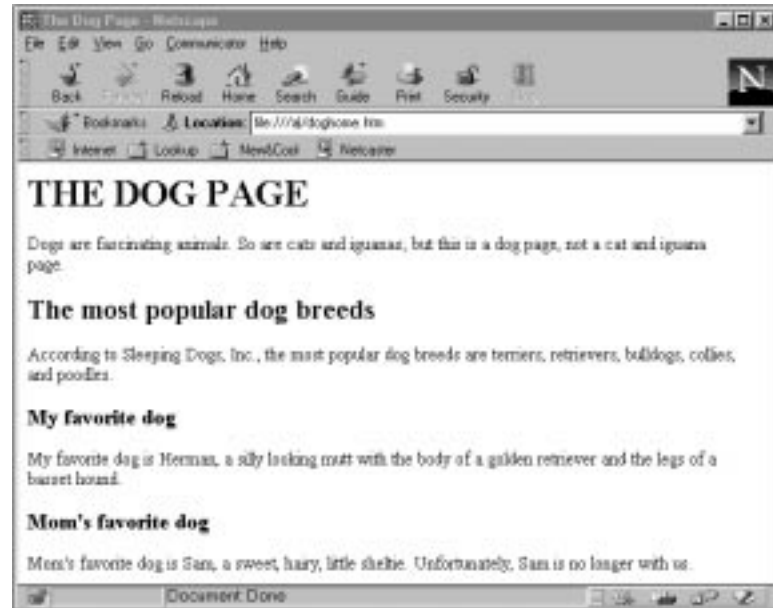 The Dog Page - Netscape
File Edit View Go Communicator Help
Back Forward Reload Home Search Guide Print Security
Bookmarks Location: file:///a|/doghome.htm
Internet Lookup New&Cool Netcaster
N
THE DOG PAGE
Dogs are fascinating animals. So are cats and iguanas, but this is a dog page, not a cat and iguana
page.
The most popular dog breeds
According to Sleeping Dogs, Inc., the most popular dog breeds are terriers, retrievers, bulldogs, collies,
and poodles.
My favorite dog
My favorite dog is Herman, a silly looking mutt with the body of a golden retriever and the legs of a
basset hound.
Mom's favorite dog
Mom's favorite dog is Sam, a sweet, hairy, little sheltie. Unfortunately, Sam is no longer with us.
Document Done